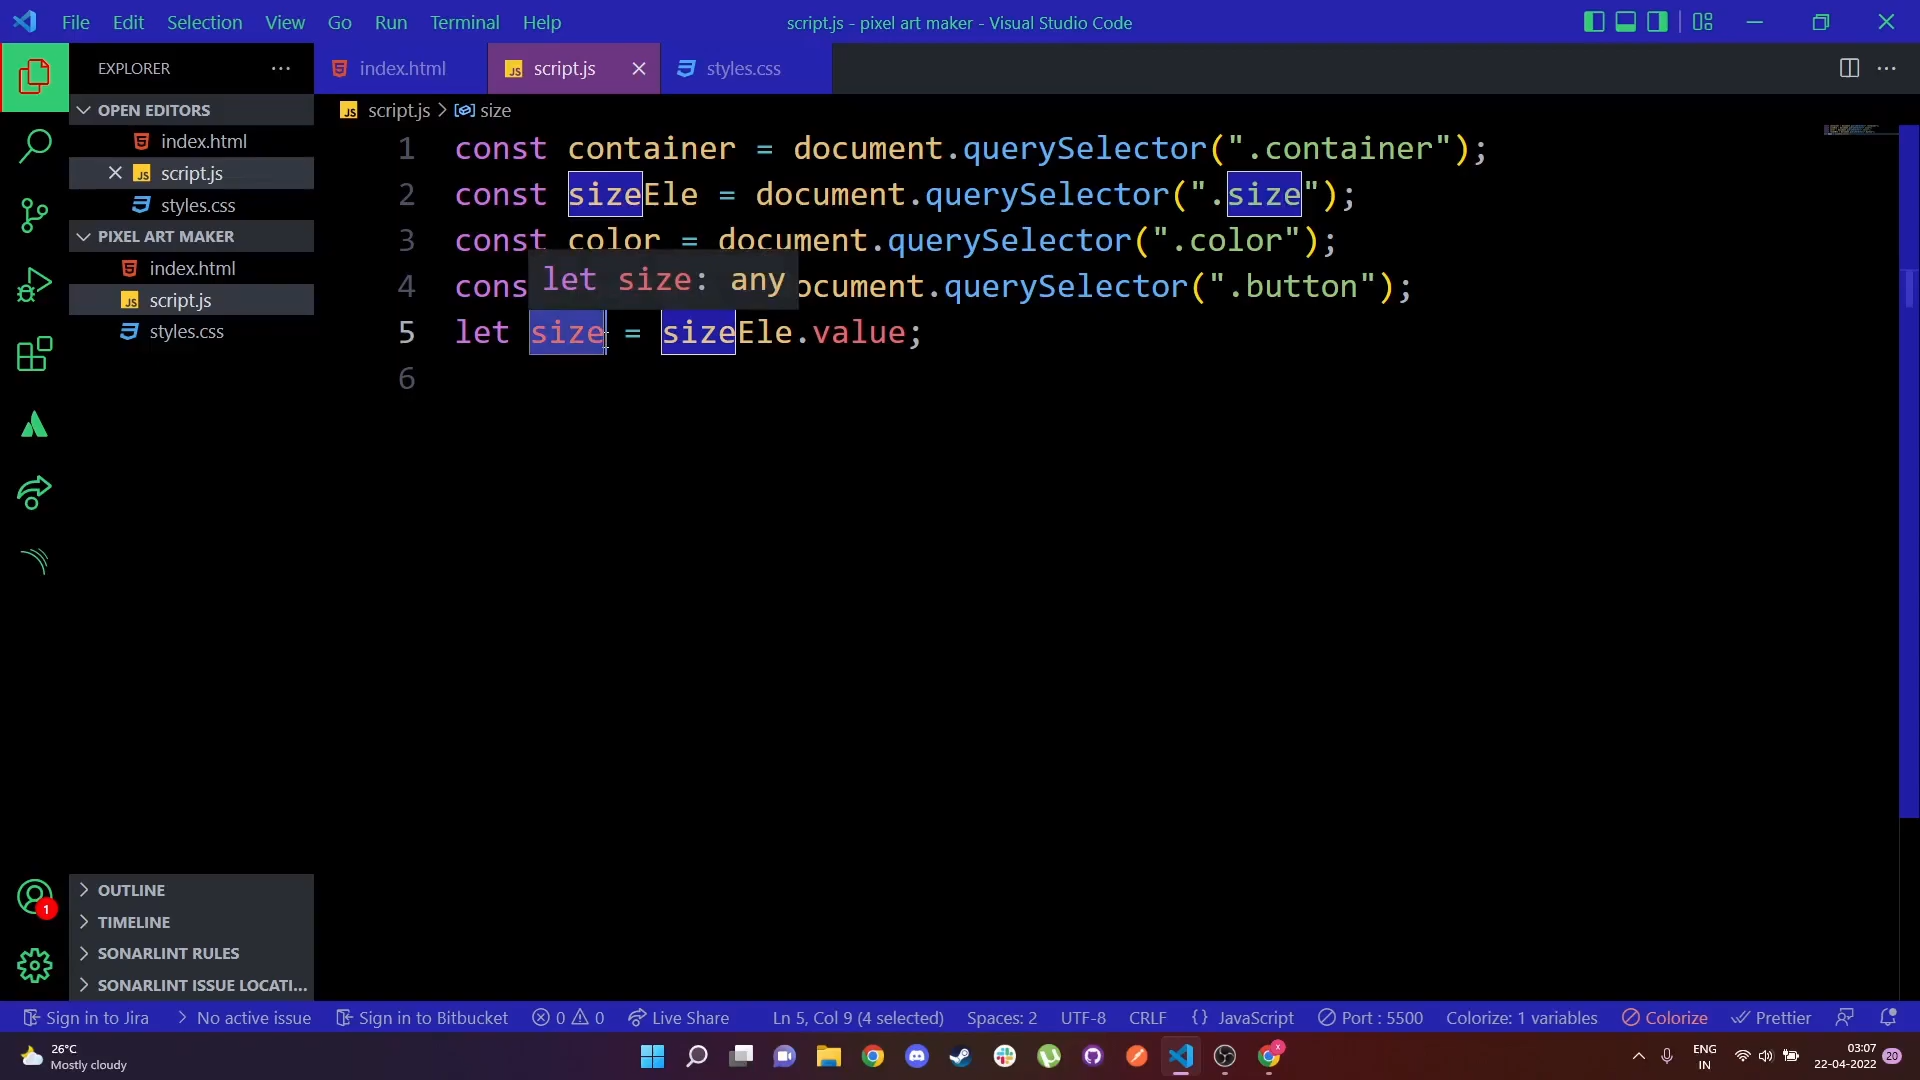 File Edit Selection View Go Run Terminal Help
script.js - pixel art maker - Visual Studio Code
EXPLORER
index.html
JS script.js
styles.css
OPEN EDITORS
index.html
JS script.js
styles.css
PIXEL ART MAKER
index.html
JS script.js
styles.css
JS script.js > size
1 const container = document.querySelector(".container");
2 const sizeEle = document.querySelector(".size");
3 const color = document.querySelector(".color");
let size: any
4 cons ocument.querySelector(".button");
5 let size = sizeEle.value;
6
1
OUTLINE
TIMELINE
SONARLINT RULES
SONARLINT ISSUE LOCATI...
Sign in to Jira No active issue Sign in to Bitbucket 0 0 Live Share Ln 5, Col 9 (4 selected) Spaces: 2 UTF-8 CRLF {} JavaScript Port : 5500 Colorize: 1 variables Colorize Prettier
26°C
Mostly cloudy
ENG
IN
03:07
22-04-2022
20